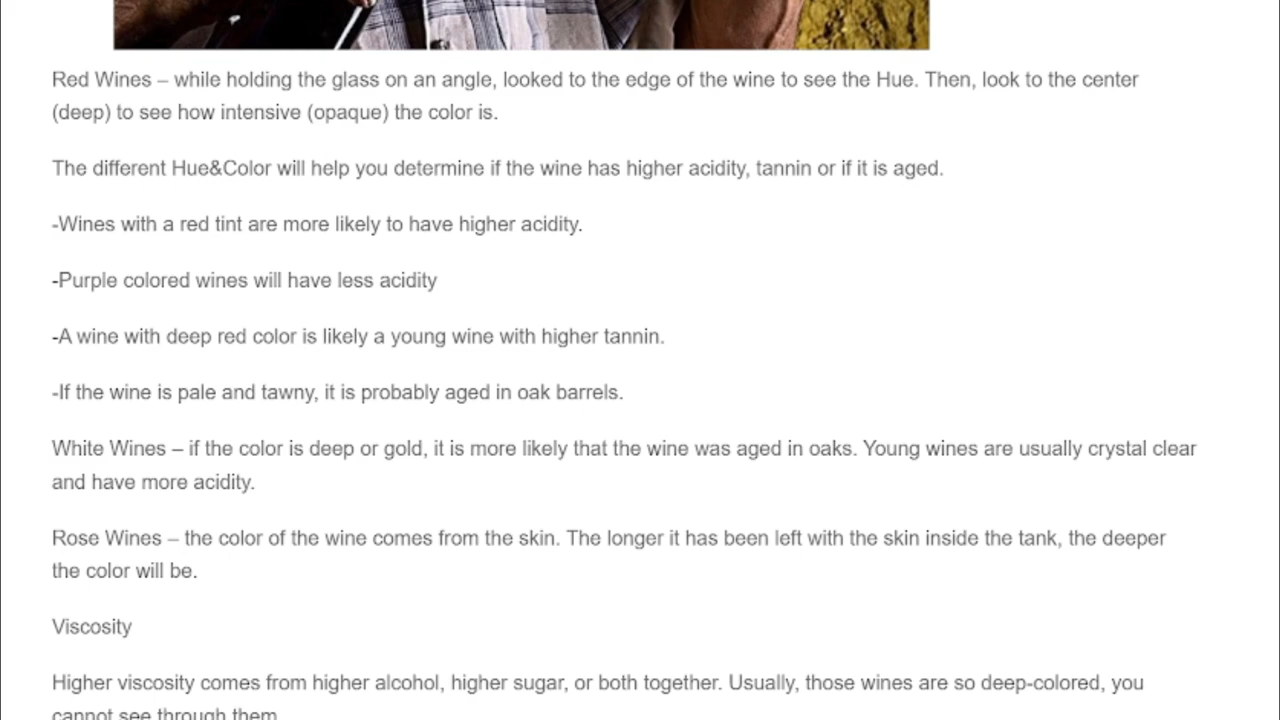 Red Wines – while holding the glass on an angle, looked to the edge of the wine to see the Hue. Then, look to the center
(deep) to see how intensive (opaque) the color is.
The different Hue&Color will help you determine if the wine has higher acidity, tannin or if it is aged.
-Wines with a red tint are more likely to have higher acidity.
-Purple colored wines will have less acidity
-A wine with deep red color is likely a young wine with higher tannin.
-If the wine is pale and tawny, it is probably aged in oak barrels.
White Wines – if the color is deep or gold, it is more likely that the wine was aged in oaks. Young wines are usually crystal clear
and have more acidity.
Rose Wines – the color of the wine comes from the skin. The longer it has been left with the skin inside the tank, the deeper
the color will be.
Viscosity
Higher viscosity comes from higher alcohol, higher sugar, or both together. Usually, those wines are so deep-colored, you
cannot see through them